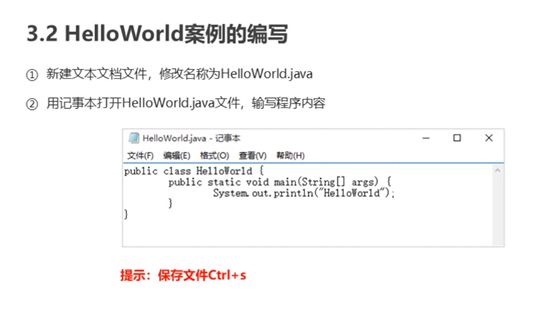 3.2 HelloWorld案例的编写
① 新建文本文档文件，修改名称为HelloWorld.java
② 用记事本打开HelloWorld.java文件，输写程序内容
HelloWorld.java - 记事本
文件(F) 编辑(E) 格式(O) 查看(V) 帮助(H)
public class HelloWorld {
public static void main(String[] args) {
System.out.println("HelloWorld");
}
}
提示：保存文件Ctrl+s